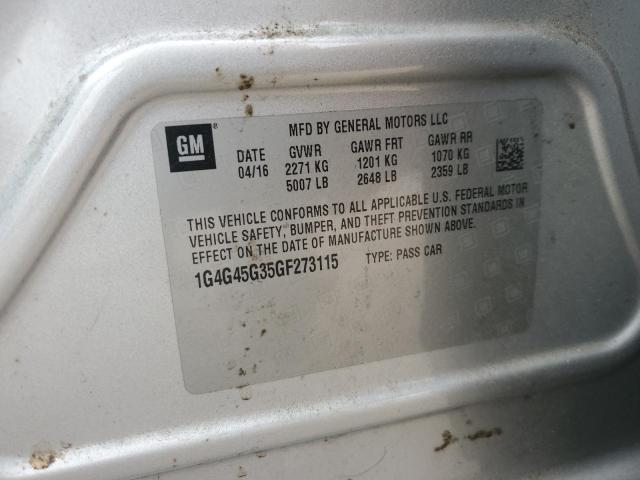 GM®
MFD BY GENERAL MOTORS LLC
DATE GVWR GAWR FRT GAWR RR
04/16 2271 KG 1201 KG 1070 KG
5007 LB 2648 LB 2359 LB
THIS VEHICLE CONFORMS TO ALL APPLICABLE U.S. FEDERAL MOTOR
VEHICLE SAFETY, BUMPER, AND THEFT PREVENTION STANDARDS IN
EFFECT ON THE DATE OF MANUFACTURE SHOWN ABOVE.
1G4G45G35GF273115 TYPE: PASS CAR